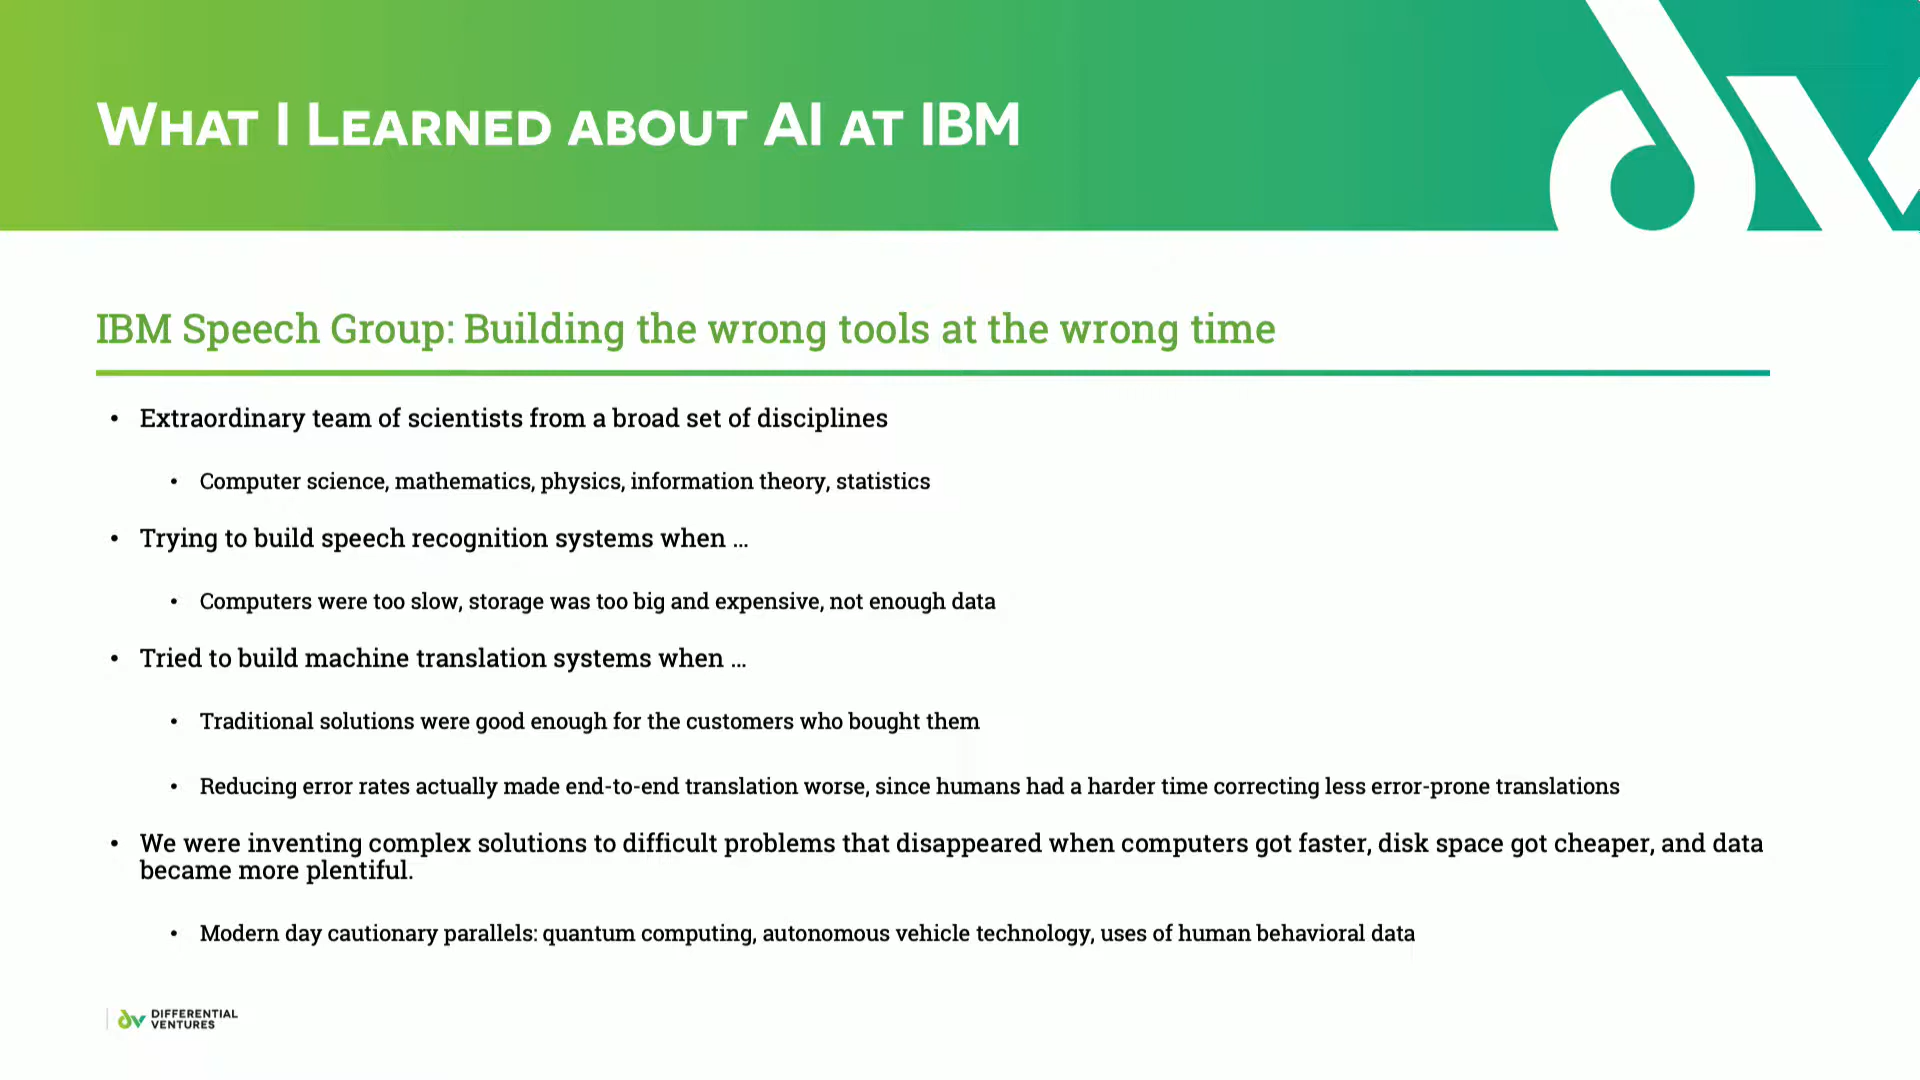 What I Learned about AI at IBM
IBM Speech Group: Building the wrong tools at the wrong time
• Extraordinary team of scientists from a broad set of disciplines
• Computer science, mathematics, physics, information theory, statistics
• Trying to build speech recognition systems when ...
• Computers were too slow, storage was too big and expensive, not enough data
• Tried to build machine translation systems when ...
• Traditional solutions were good enough for the customers who bought them
• Reducing error rates actually made end-to-end translation worse, since humans had a harder time correcting less error-prone translations
• We were inventing complex solutions to difficult problems that disappeared when computers got faster, disk space got cheaper, and data
became more plentiful.
• Modern day cautionary parallels: quantum computing, autonomous vehicle technology, uses of human behavioral data
DIFFERENTIAL
VENTURES